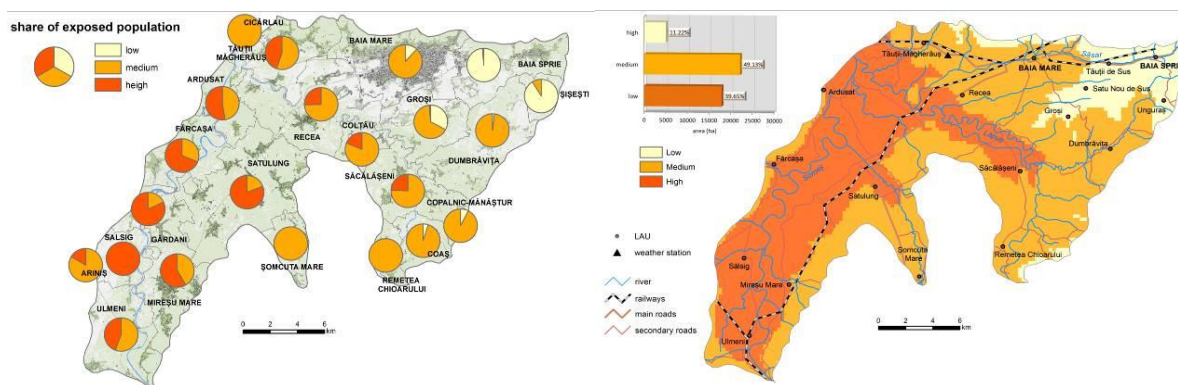 share of exposed population
low
medium
heigh
CICÂRLAU
TĂUȚII
MĂGHERĂUȘ
BAIA MARE
BAIA SPRIE
ARDUSAT
GROȘI
ȘIȘEȘTI
RECEA
COLTĂU
FĂRCAȘA
SATULUNG
DUMBRĂVIȚA
SĂCĂLĂȘENI
COPALNIC-MĂNĂȘTUR
SALSIG
GÂRDANI
ARINIȘ
ȘOMCUTA MARE
COAȘ
REMETEA
CHIOARULUI
MIREȘU MARE
ULMENI
0 2 4 6
km
high
11.22%
medium
49.13%
low
39.65%
0 5000 10000 15000 20000 25000 30000
area (ha)
Low
Medium
High
LAU
weather station
river
railways
main roads
secondary roads
Tăuții-Măgherăuș
Săsar
BAIA MARE
Tăuții de Sus
BAIA SPRIE
Ardusat
Recea
Satu Nou de Sus
Groși
Unguraș
Dumbrăvița
Fărcașa
Someș
Săcălășeni
Satulung
Sălsig
Șomcuta
Mare
Remetea Chioarului
Mireșu Mare
Ulmeni
0 2 4 6
km